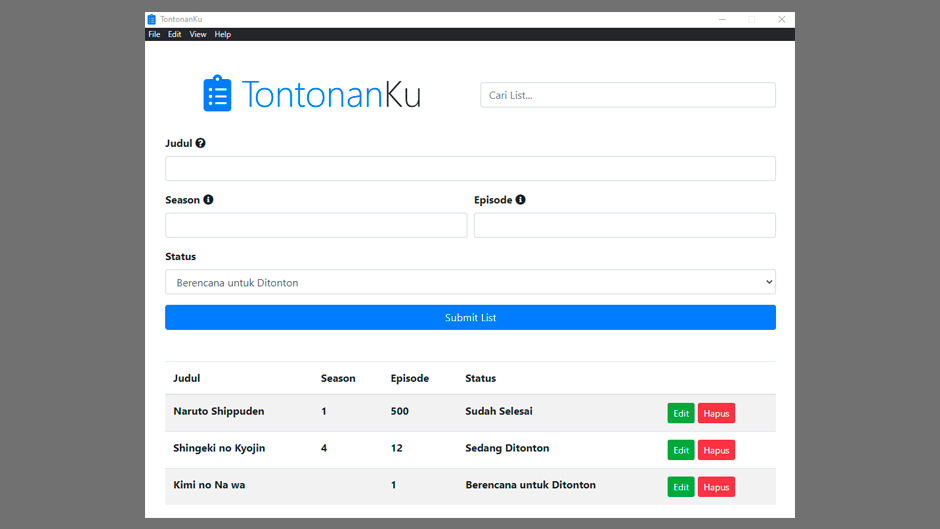 TontonanKu
File Edit View Help
TontonanKu
Cari List...
Judul
Season Episode
Status
Berencana untuk Ditonton
Submit List
Judul Season Episode Status
Naruto Shippuden 1 500 Sudah Selesai Edit Hapus
Shingeki no Kyojin 4 12 Sedang Ditonton Edit Hapus
Kimi no Na wa 1 Berencana untuk Ditonton Edit Hapus